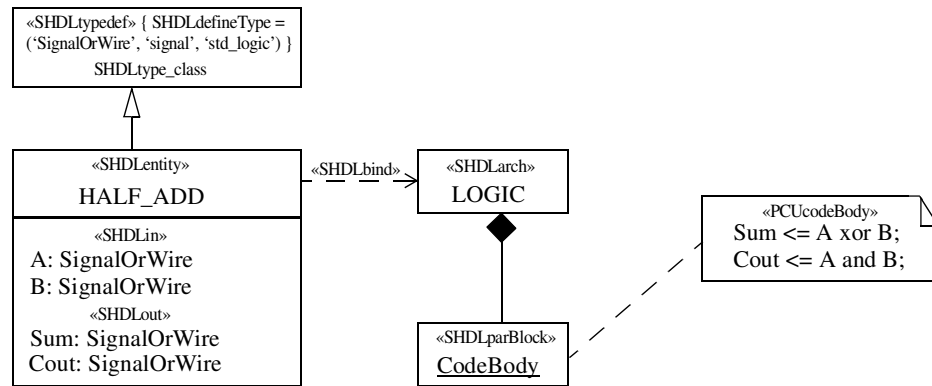 «SHDLtypedef» { SHDLdefineType =
(‘SignalOrWire’, ‘signal’, ‘std_logic’) }
SHDLtype_class
«SHDLentity»
HALF_ADD
«SHDLin»
A: SignalOrWire
B: SignalOrWire
«SHDLout»
Sum: SignalOrWire
Cout: SignalOrWire
«SHDLbind»
«SHDLarch»
LOGIC
«SHDLparBlock»
CodeBody
«PCUcodeBody»
Sum <= A xor B;
Cout <= A and B;